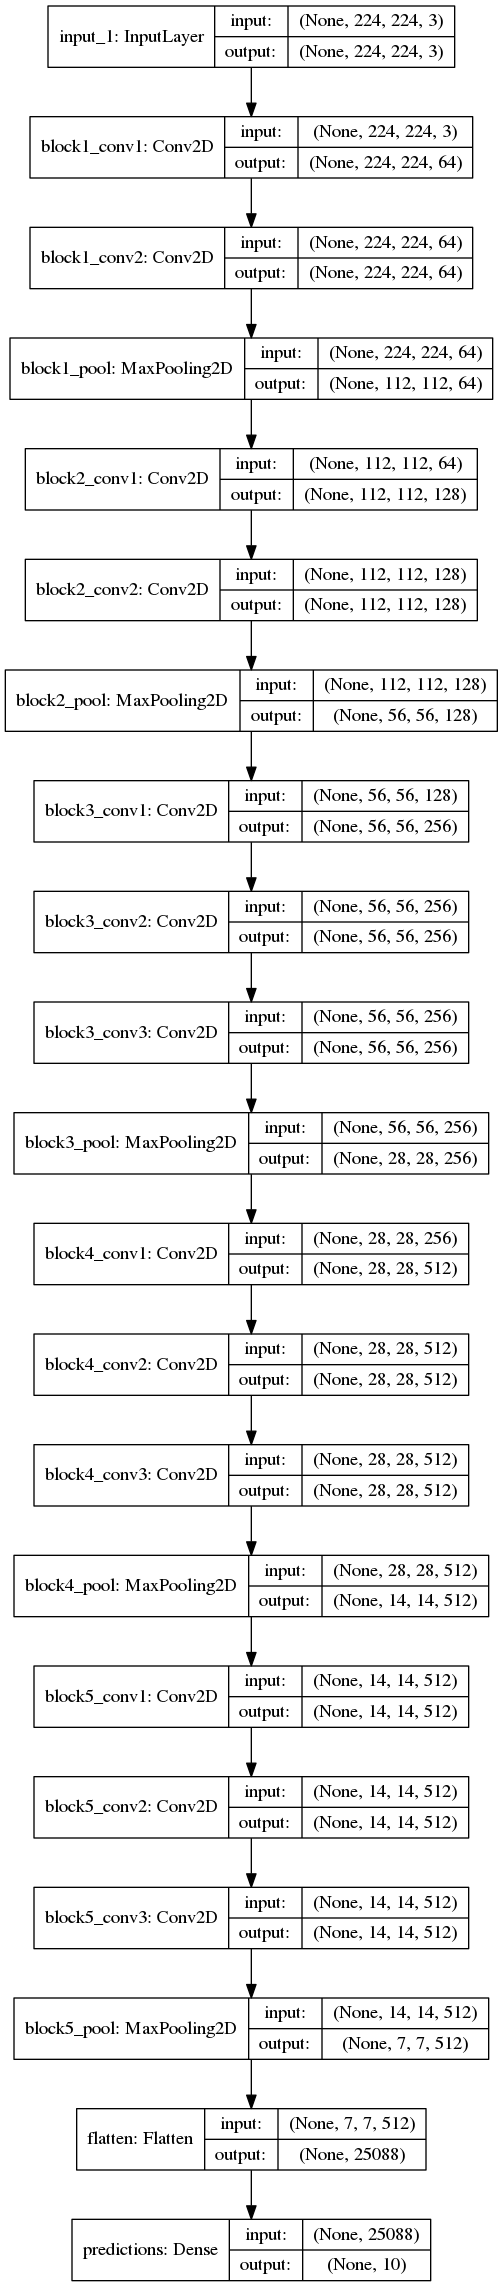 input_1: InputLayer
input: (None, 224, 224, 3)
output: (None, 224, 224, 3)
block1_conv1: Conv2D
input: (None, 224, 224, 3)
output: (None, 224, 224, 64)
block1_conv2: Conv2D
input: (None, 224, 224, 64)
output: (None, 224, 224, 64)
block1_pool: MaxPooling2D
input: (None, 224, 224, 64)
output: (None, 112, 112, 64)
block2_conv1: Conv2D
input: (None, 112, 112, 64)
output: (None, 112, 112, 128)
block2_conv2: Conv2D
input: (None, 112, 112, 128)
output: (None, 112, 112, 128)
block2_pool: MaxPooling2D
input: (None, 112, 112, 128)
output: (None, 56, 56, 128)
block3_conv1: Conv2D
input: (None, 56, 56, 128)
output: (None, 56, 56, 256)
block3_conv2: Conv2D
input: (None, 56, 56, 256)
output: (None, 56, 56, 256)
block3_conv3: Conv2D
input: (None, 56, 56, 256)
output: (None, 56, 56, 256)
block3_pool: MaxPooling2D
input: (None, 56, 56, 256)
output: (None, 28, 28, 256)
block4_conv1: Conv2D
input: (None, 28, 28, 256)
output: (None, 28, 28, 512)
block4_conv2: Conv2D
input: (None, 28, 28, 512)
output: (None, 28, 28, 512)
block4_conv3: Conv2D
input: (None, 28, 28, 512)
output: (None, 28, 28, 512)
block4_pool: MaxPooling2D
input: (None, 28, 28, 512)
output: (None, 14, 14, 512)
block5_conv1: Conv2D
input: (None, 14, 14, 512)
output: (None, 14, 14, 512)
block5_conv2: Conv2D
input: (None, 14, 14, 512)
output: (None, 14, 14, 512)
block5_conv3: Conv2D
input: (None, 14, 14, 512)
output: (None, 14, 14, 512)
block5_pool: MaxPooling2D
input: (None, 14, 14, 512)
output: (None, 7, 7, 512)
flatten: Flatten
input: (None, 7, 7, 512)
output: (None, 25088)
predictions: Dense
input: (None, 25088)
output: (None, 10)